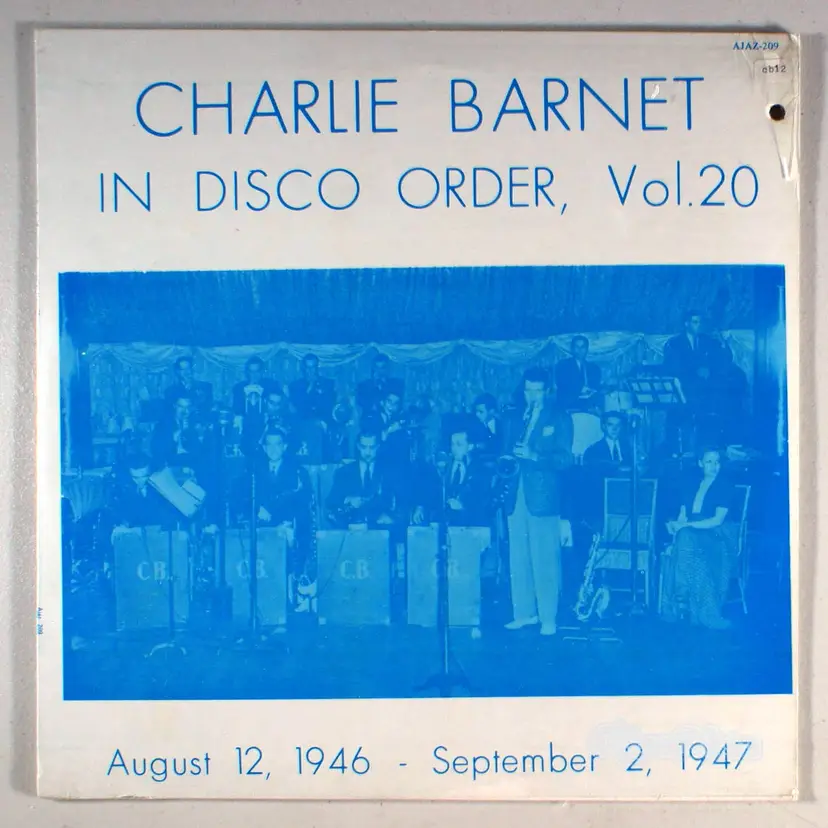 AJAZ-209
cb12
CHARLIE BARNET
IN DISCO ORDER, Vol.20
C.B.
C.B.
C.B.
August 12, 1946 - September 2, 1947